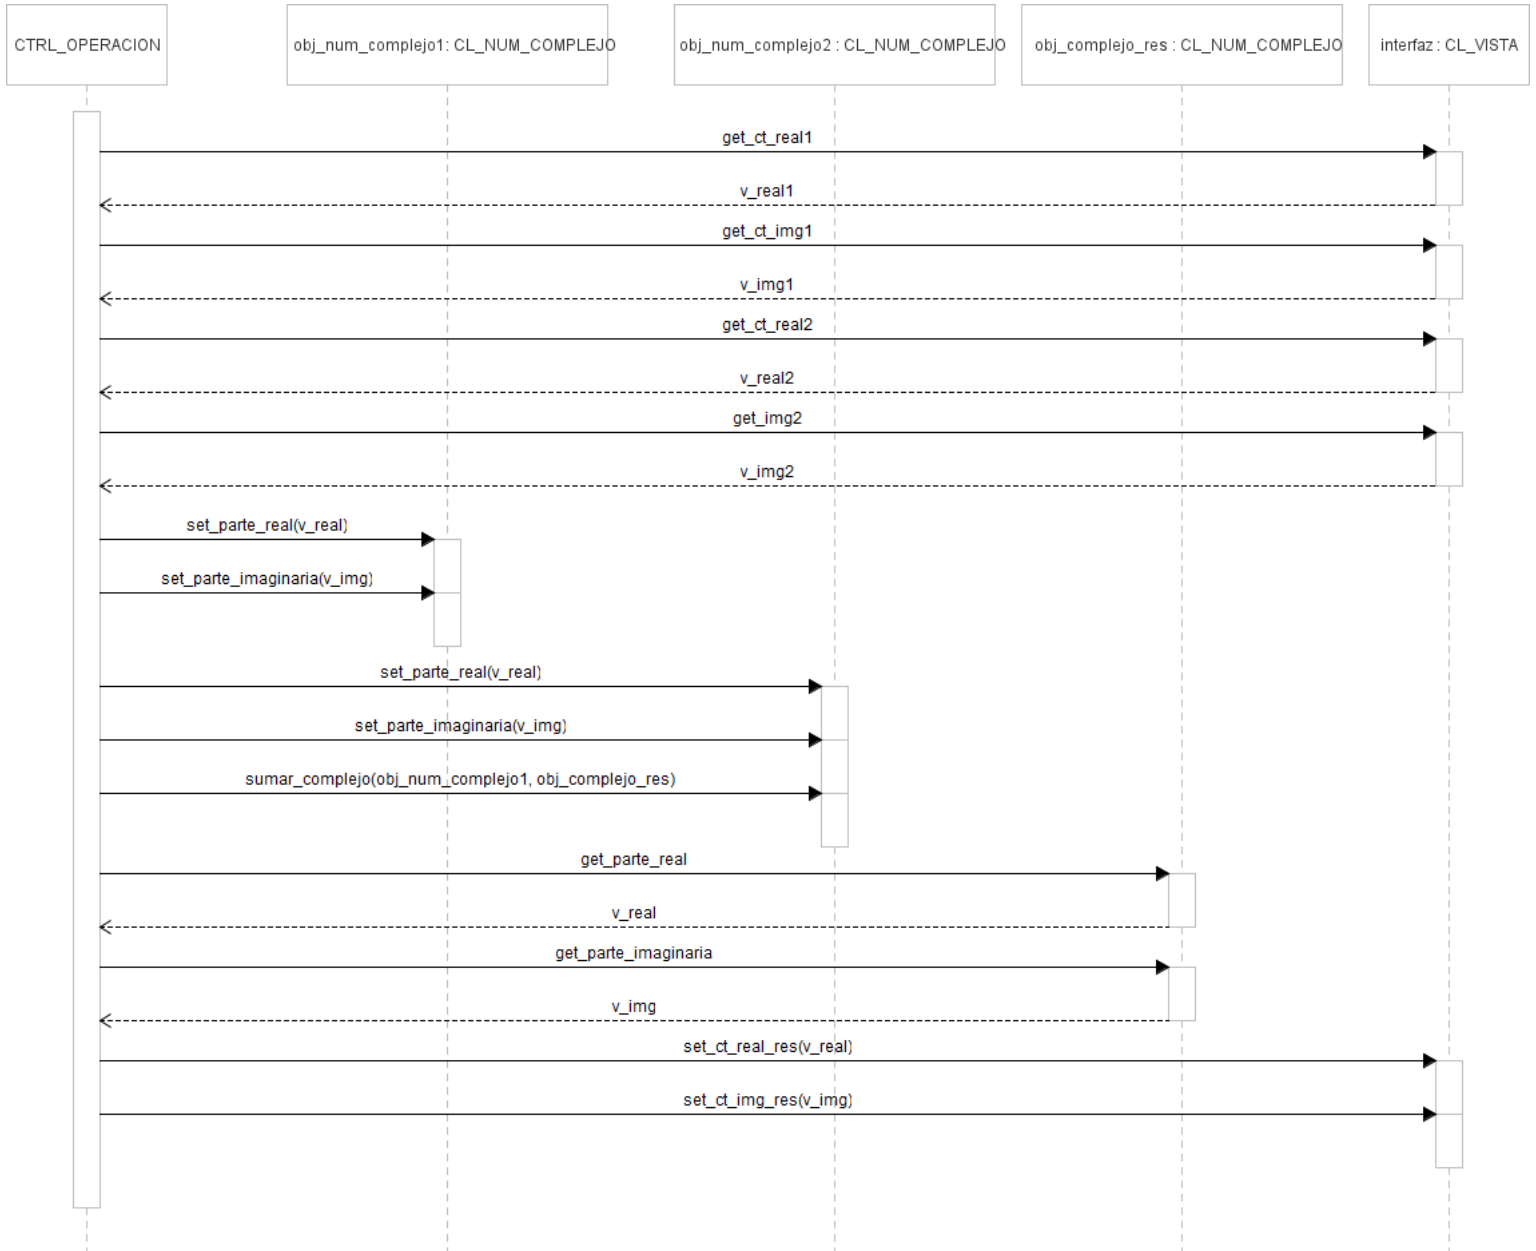 CTRL_OPERACION
obj_num_complejo1: CL_NUM_COMPLEJO
obj_num_complejo2 : CL_NUM_COMPLEJO
obj_complejo_res : CL_NUM_COMPLEJO
interfaz : CL_VISTA
get_ct_real1
v_real1
get_ct_img1
v_img1
get_ct_real2
v_real2
get_img2
v_img2
set_parte_real(v_real)
set_parte_imaginaria(v_img)
set_parte_real(v_real)
set_parte_imaginaria(v_img)
sumar_complejo(obj_num_complejo1, obj_complejo_res)
get_parte_real
v_real
get_parte_imaginaria
v_img
set_ct_real_res(v_real)
set_ct_img_res(v_img)